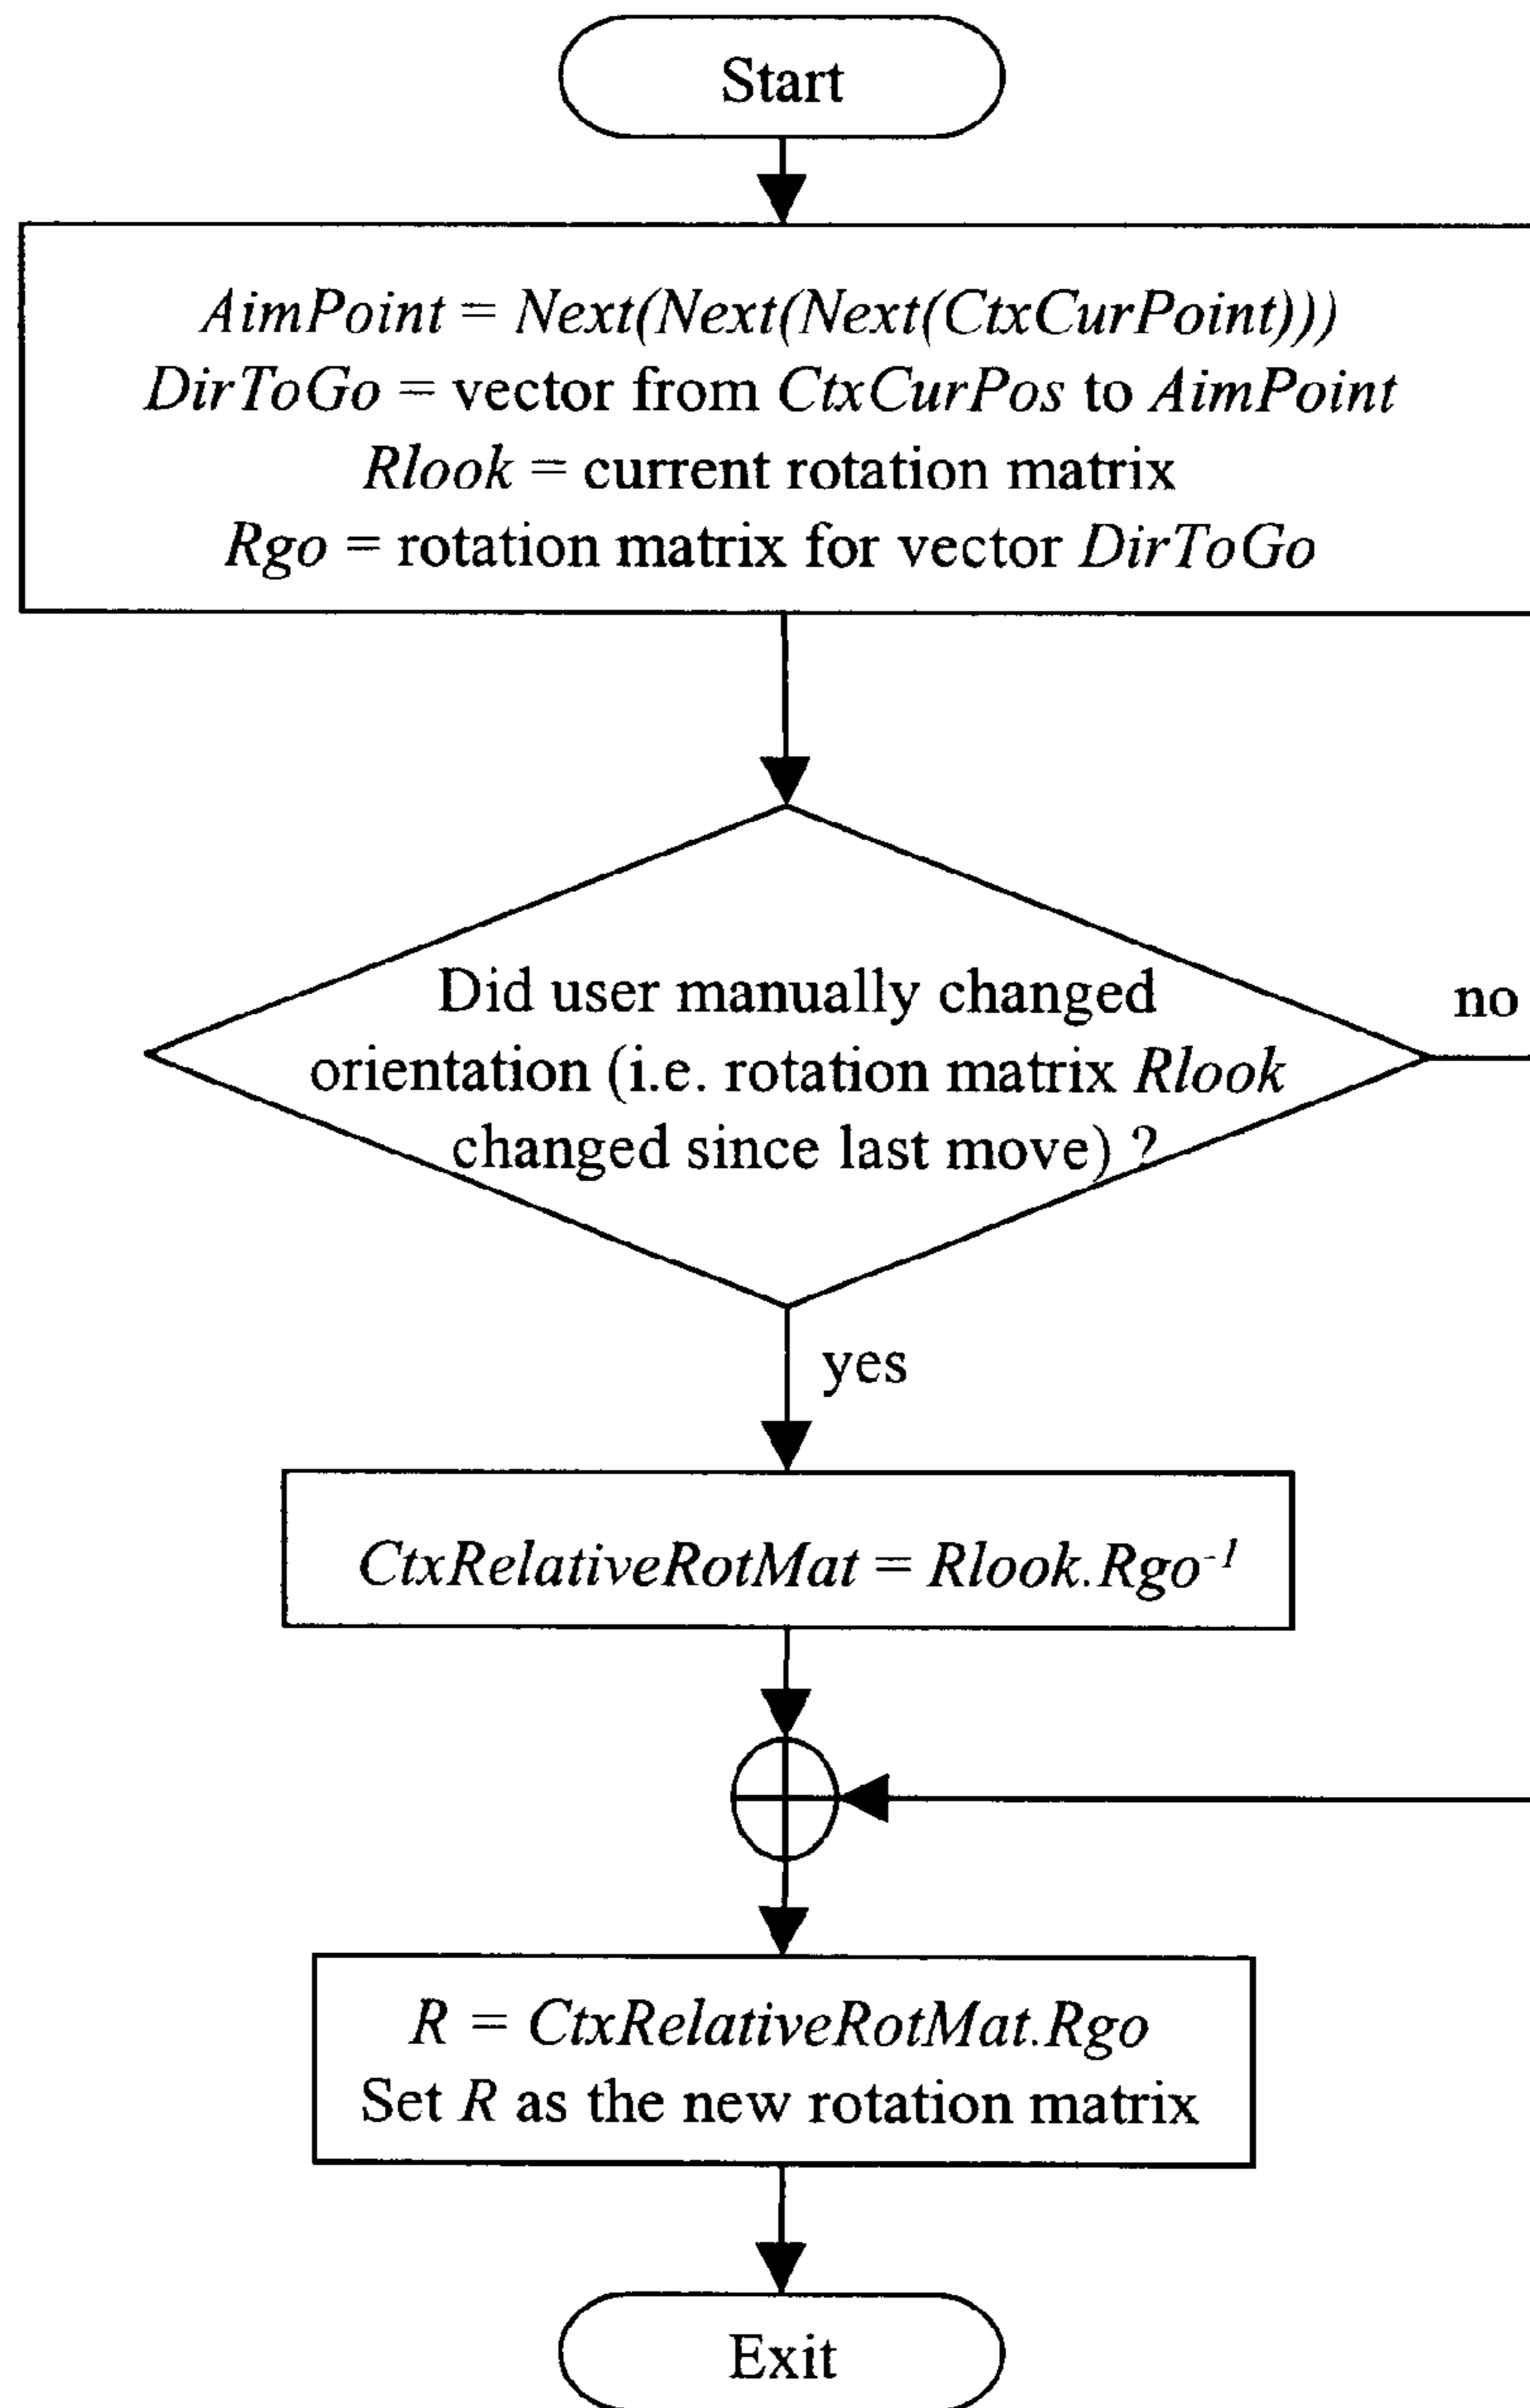 Start
AimPoint = Next(Next(Next(CtxCurPoint)))
DirToGo = vector from CtxCurPos to AimPoint
Rlook = current rotation matrix
Rgo = rotation matrix for vector DirToGo
Did user manually changed
orientation (i.e. rotation matrix Rlook
changed since last move) ?
no
yes
CtxRelativeRotMat = Rlook.Rgo⁻¹
R = CtxRelativeRotMat.Rgo
Set R as the new rotation matrix
Exit